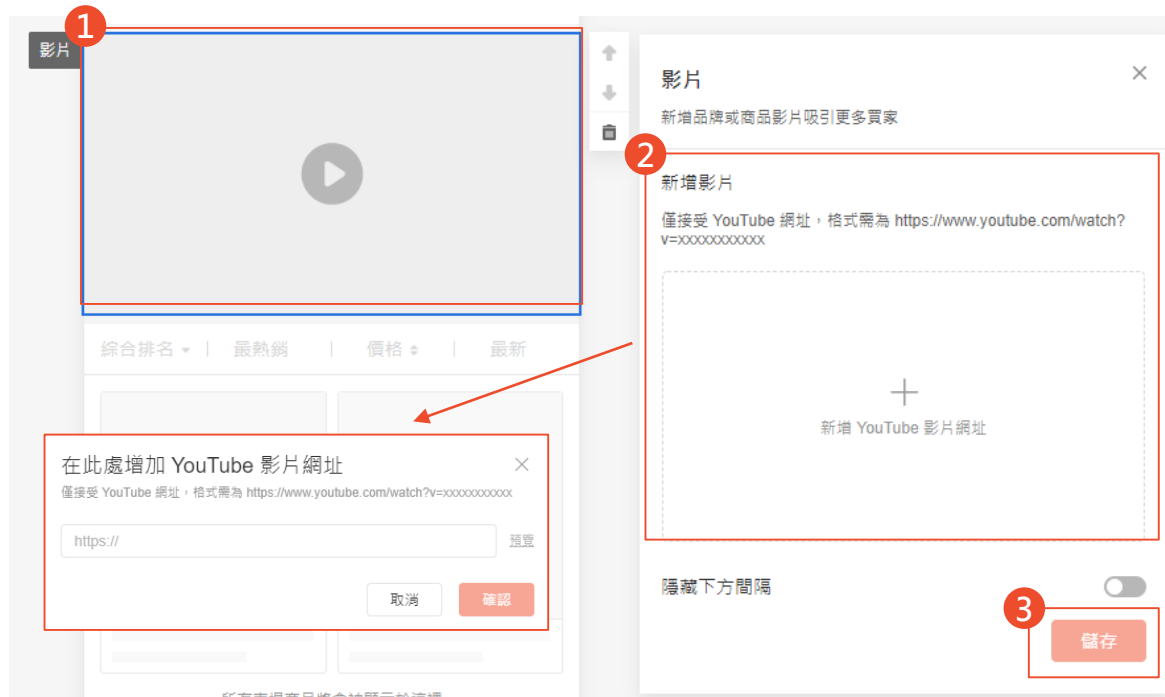 1
影片
影片
新增品牌或商品影片吸引更多買家
2
新增影片
僅接受 YouTube 網址，格式需為 https://www.youtube.com/watch?
v=xxxxxxxxxxx
新增 YouTube 影片網址
綜合排名
最熱銷
價格
最新
在此處增加 YouTube 影片網址
僅接受 YouTube 網址，格式需為 https://www.youtube.com/watch?v=xxxxxxxxxxx
https://
預覽
取消
確認
隱藏下方間隔
3
儲存